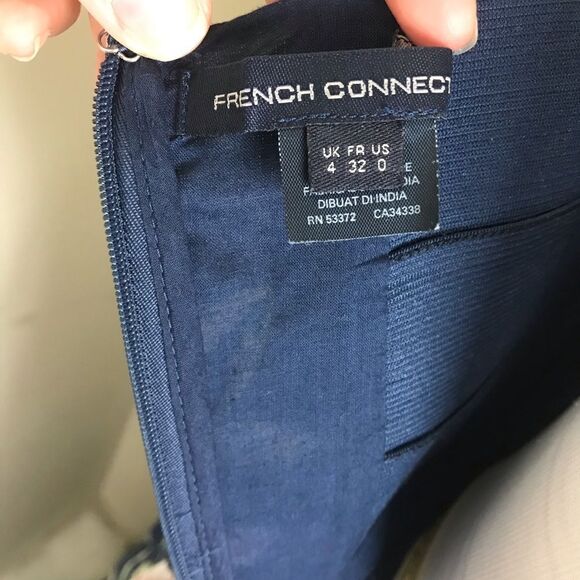 FRENCH CONNECT
UK FR US
4 32 0
DIBUAT DI INDIA
RN 53372 CA34338